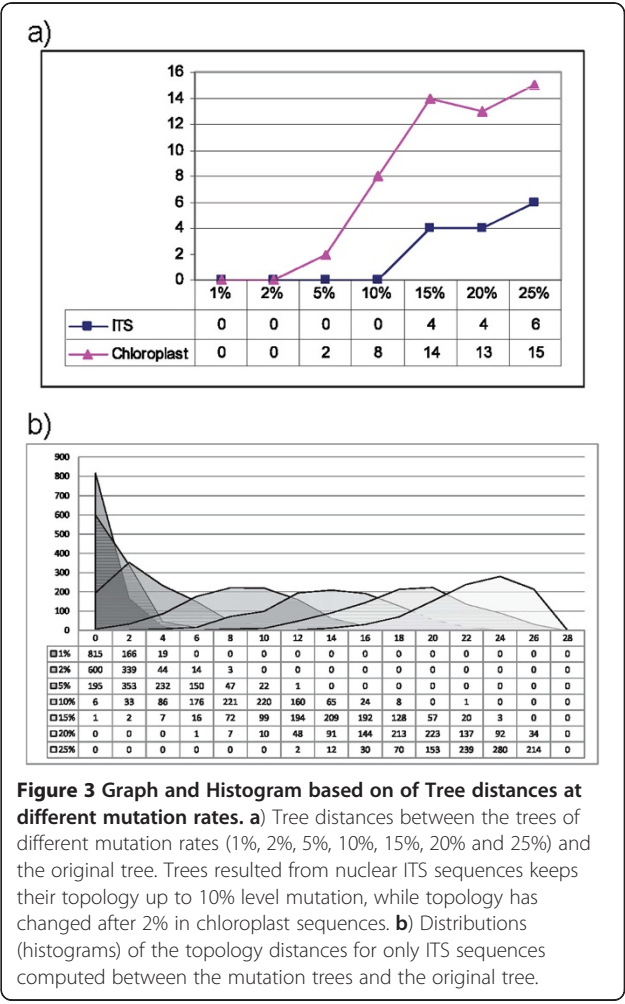 a)
16
14
12
10
8
6
4
2
0
1% 2% 5% 10% 15% 20% 25%
ITS 0 0 0 0 4 4 6
Chloroplast 0 0 2 8 14 13 15
b)
900
800
700
600
500
400
300
200
100
0
0 2 4 6 8 10 12 14 16 18 20 22 24 26 28
1% 815 166 19 0 0 0 0 0 0 0 0 0 0 0 0
2% 600 339 44 14 3 0 0 0 0 0 0 0 0 0 0
5% 195 353 232 150 47 22 1 0 0 0 0 0 0 0 0
10% 6 33 86 176 221 220 160 65 24 8 0 1 0 0 0
15% 1 2 7 16 72 99 194 209 192 128 57 20 3 0 0
20% 0 0 0 1 7 10 48 91 144 213 223 137 92 34 0
25% 0 0 0 0 0 0 2 12 30 70 153 239 280 214 0
Figure 3 Graph and Histogram based on of Tree distances at
different mutation rates. a) Tree distances between the trees of
different mutation rates (1%, 2%, 5%, 10%, 15%, 20% and 25%) and
the original tree. Trees resulted from nuclear ITS sequences keeps
their topology up to 10% level mutation, while topology has
changed after 2% in chloroplast sequences. b) Distributions
(histograms) of the topology distances for only ITS sequences
computed between the mutation trees and the original tree.